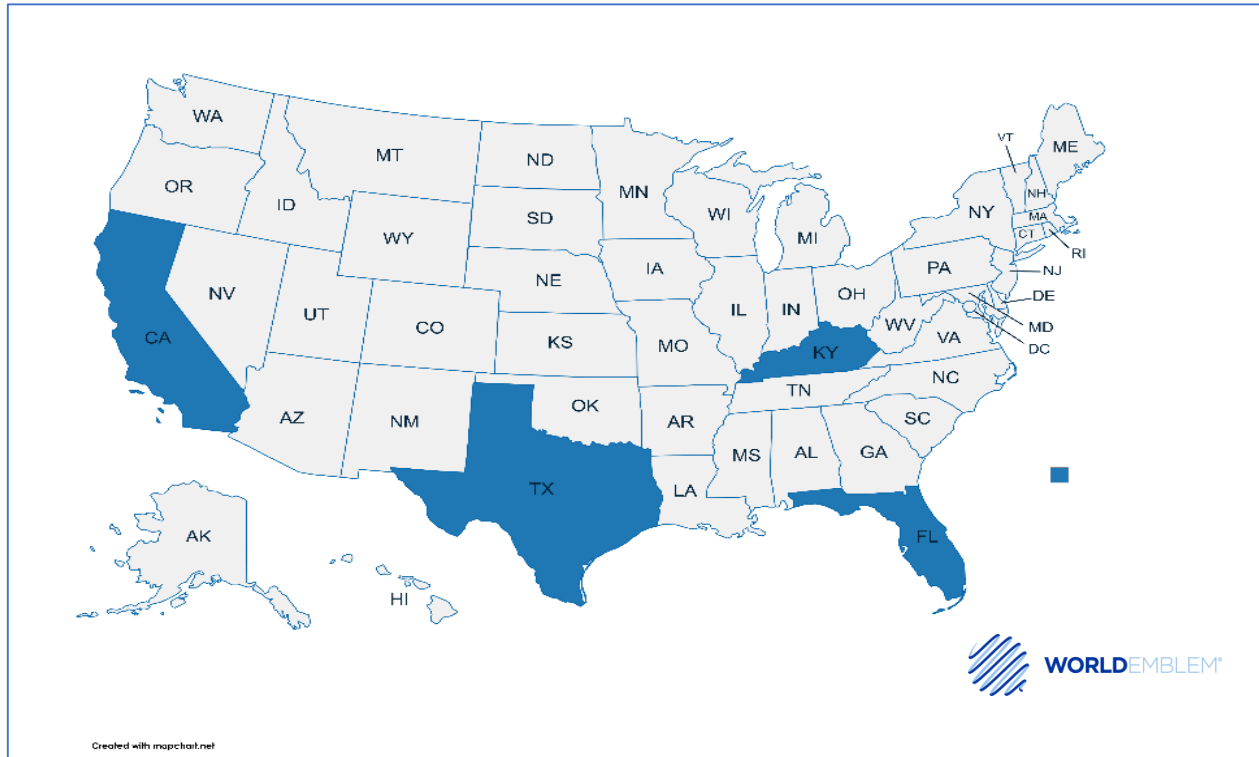 WA
MT
ND
MN
VT
ME
OR
ID
SD
WI
NY
NH
WY
MI
MA
CT
RI
IA
PA
NJ
NE
OH
DE
NV
IL
IN
UT
CO
WV
MD
CA
KS
MO
KY
VA
DC
NC
TN
AZ
NM
OK
AR
SC
MS
AL
GA
TX
LA
AK
FL
HI
WORLDEMBLEM®
Created with mapchart.net